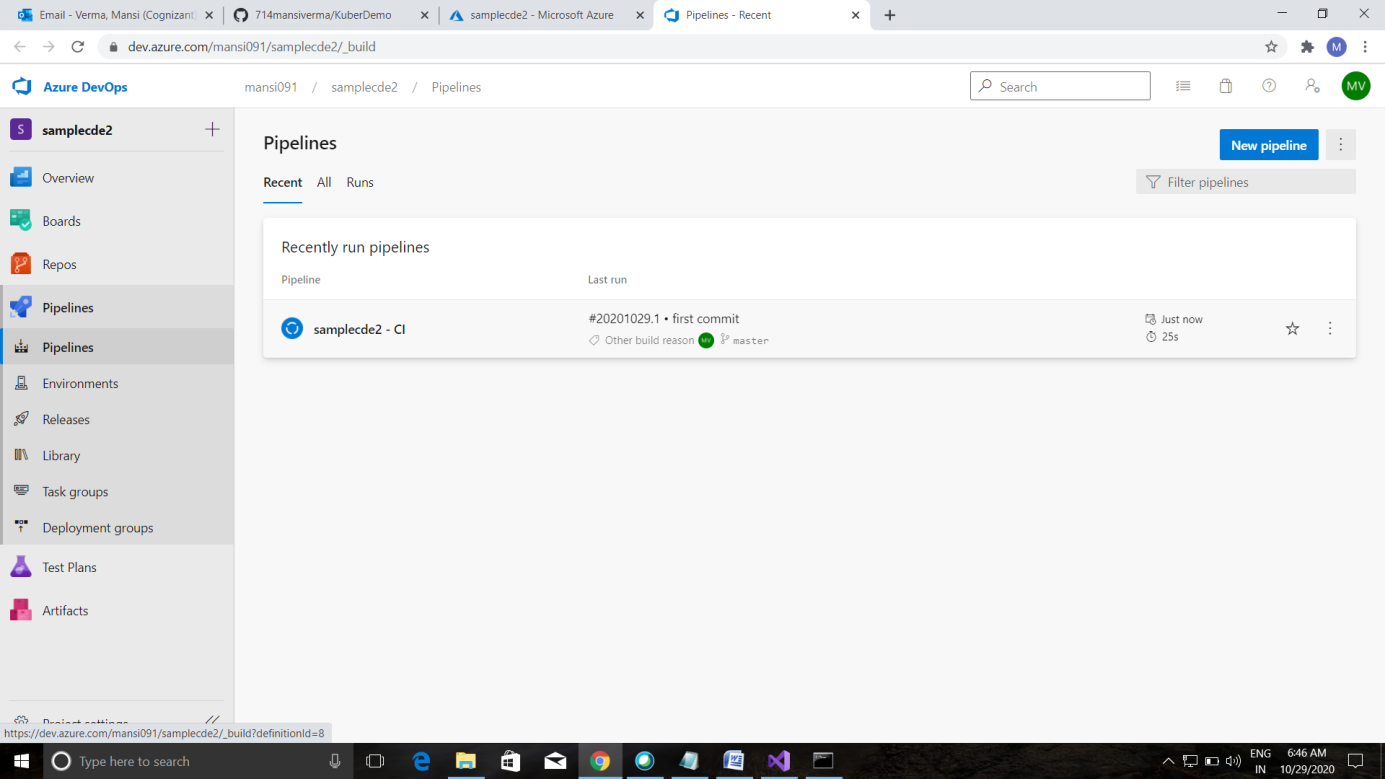 Email - Verma, Mansi (Cognizant)
714mansiverma/KuberDemo
samplecde2 - Microsoft Azure
Pipelines - Recent
dev.azure.com/mansi091/samplecde2/_build
M
Azure DevOps
mansi091 / samplecde2 / Pipelines
Search
MV
S samplecde2
Overview
Boards
Repos
Pipelines
Pipelines
Environments
Releases
Library
Task groups
Deployment groups
Test Plans
Artifacts
Project settings
Pipelines
New pipeline
Recent All Runs
Filter pipelines
Recently run pipelines
Pipeline Last run
samplecde2 - CI
#20201029.1 • first commit
Other build reason MV master
Just now
25s
https://dev.azure.com/mansi091/samplecde2/_build?definitionId=8
Type here to search
ENG
IN
6:46 AM
10/29/2020